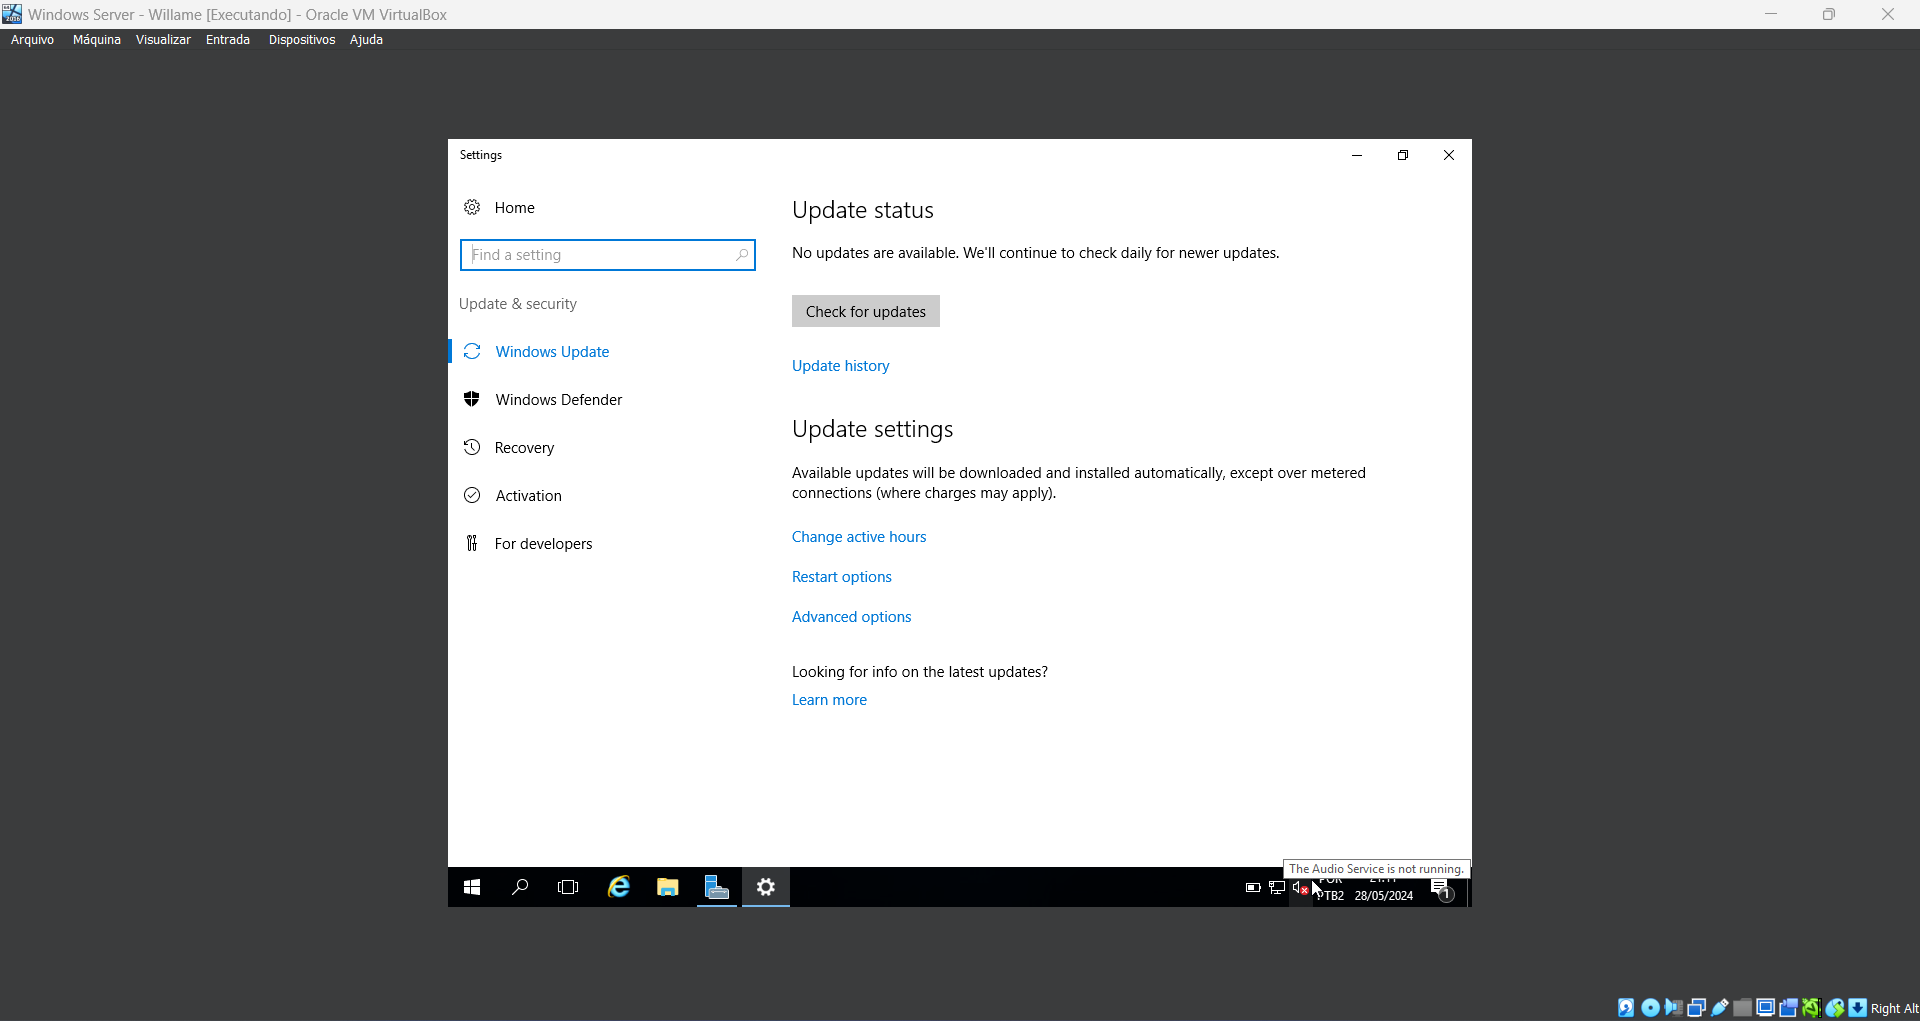 Windows Server - Willame [Executando] - Oracle VM VirtualBox
Arquivo Máquina Visualizar Entrada Dispositivos Ajuda
Settings
Home
Find a setting
Update & security
Windows Update
Windows Defender
Recovery
Activation
For developers
Update status
No updates are available. We'll continue to check daily for newer updates.
Check for updates
Update history
Update settings
Available updates will be downloaded and installed automatically, except over metered
connections (where charges may apply).
Change active hours
Restart options
Advanced options
Looking for info on the latest updates?
Learn more
The Audio Service is not running.
POR
PTB2 28/05/2024
1
Right Alt